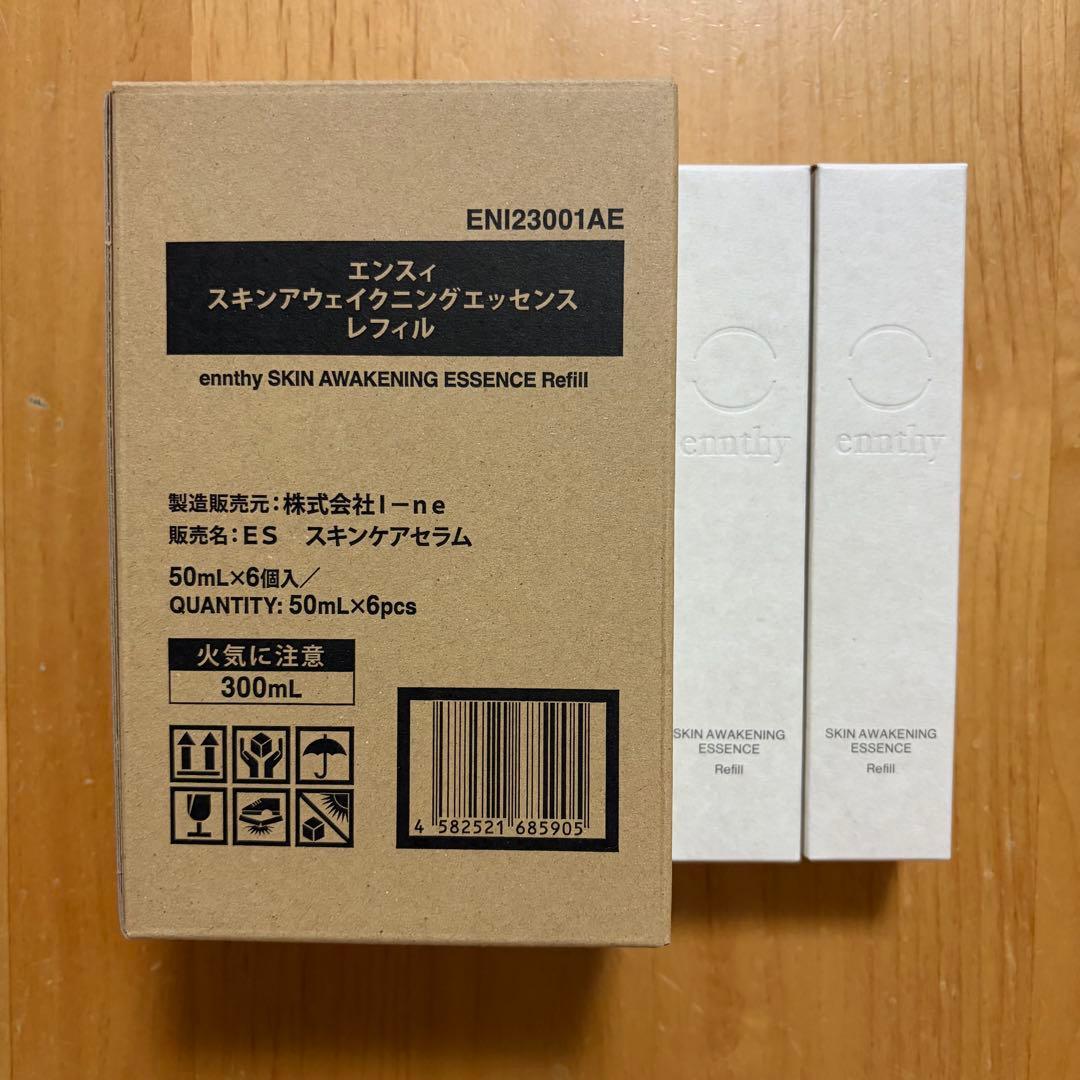 ENI23001AE
エンスィ
スキンアウェイクニングエッセンス
レフィル
ennthy SKIN AWAKENING ESSENCE Refill
製造販売元：株式会社I－ne
販売名：ES　スキンケアセラム
50mL×6個入／
QUANTITY: 50mL×6pcs
火気に注意
300mL
4 582521 685905
ennthy
SKIN AWAKENING
ESSENCE
Refill
ennthy
SKIN AWAKENING
ESSENCE
Refill